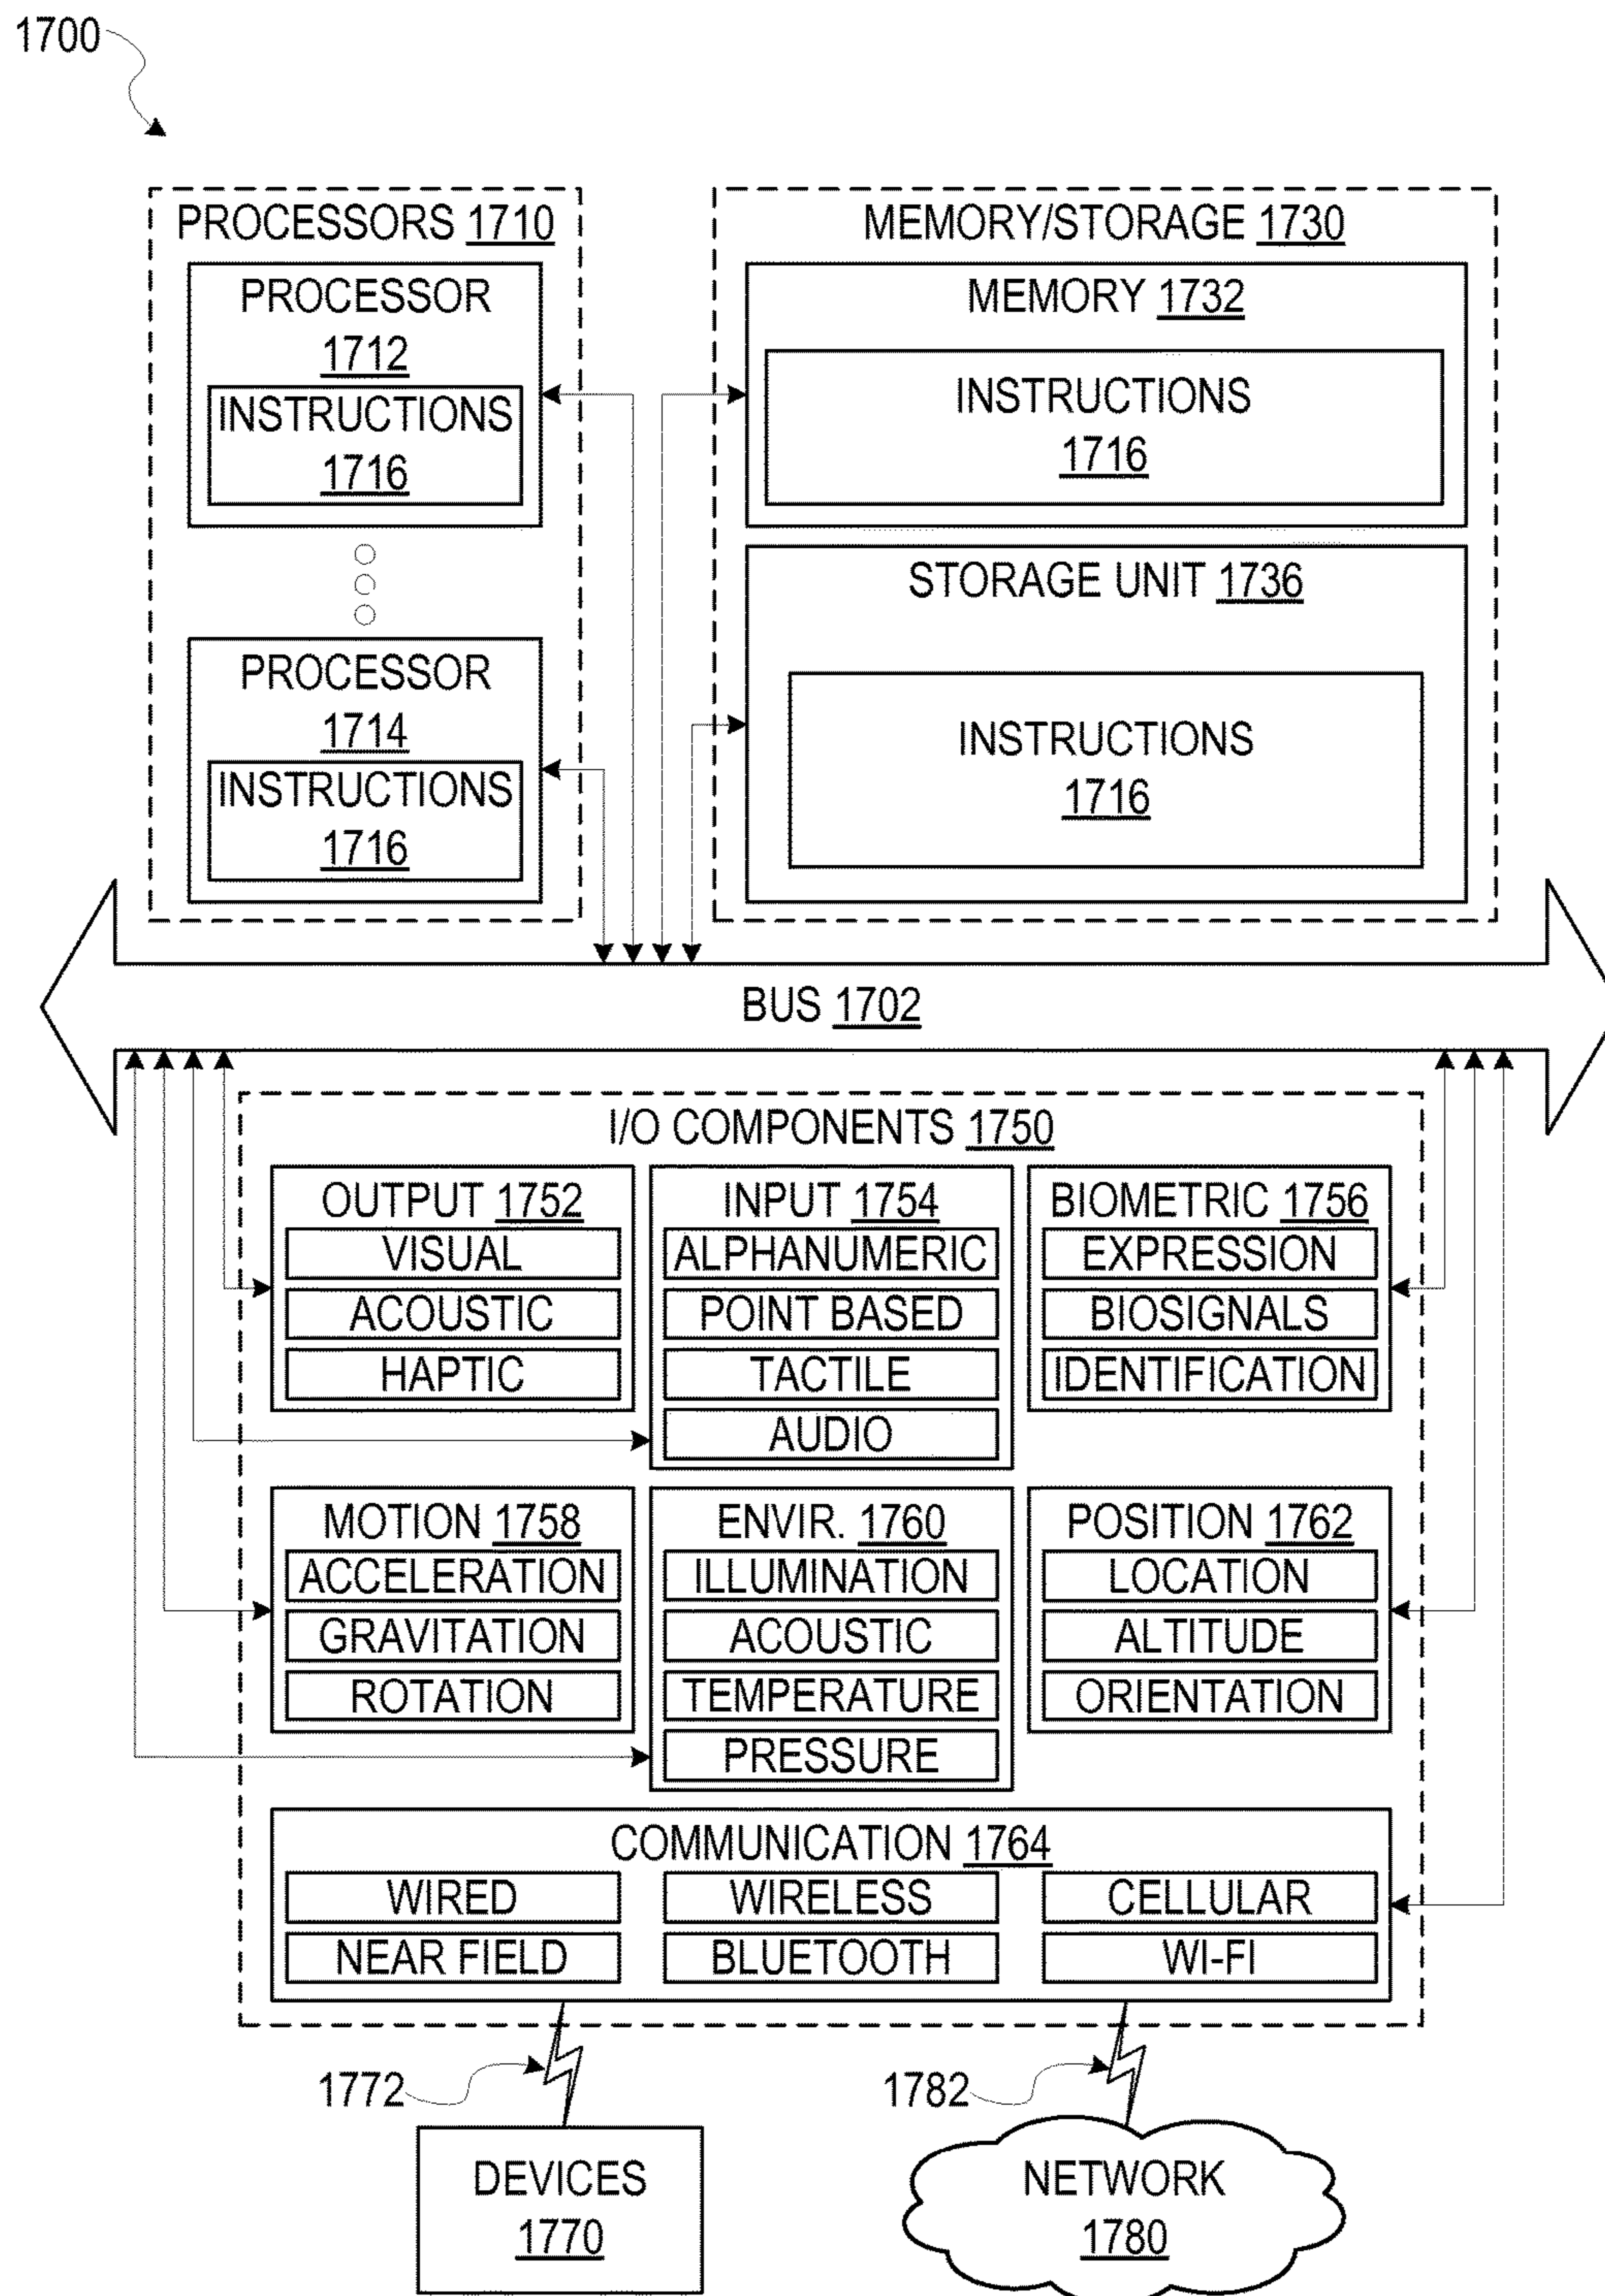 1700
PROCESSORS 1710
PROCESSOR
1712
INSTRUCTIONS
1716
PROCESSOR
1714
INSTRUCTIONS
1716
MEMORY/STORAGE 1730
MEMORY 1732
INSTRUCTIONS
1716
STORAGE UNIT 1736
INSTRUCTIONS
1716
BUS 1702
I/O COMPONENTS 1750
OUTPUT 1752
VISUAL
ACOUSTIC
HAPTIC
INPUT 1754
ALPHANUMERIC
POINT BASED
TACTILE
AUDIO
BIOMETRIC 1756
EXPRESSION
BIOSIGNALS
IDENTIFICATION
MOTION 1758
ACCELERATION
GRAVITATION
ROTATION
ENVIR. 1760
ILLUMINATION
ACOUSTIC
TEMPERATURE
PRESSURE
POSITION 1762
LOCATION
ALTITUDE
ORIENTATION
COMMUNICATION 1764
WIRED
WIRELESS
CELLULAR
NEAR FIELD
BLUETOOTH
WI-FI
1772
1782
DEVICES
1770
NETWORK
1780